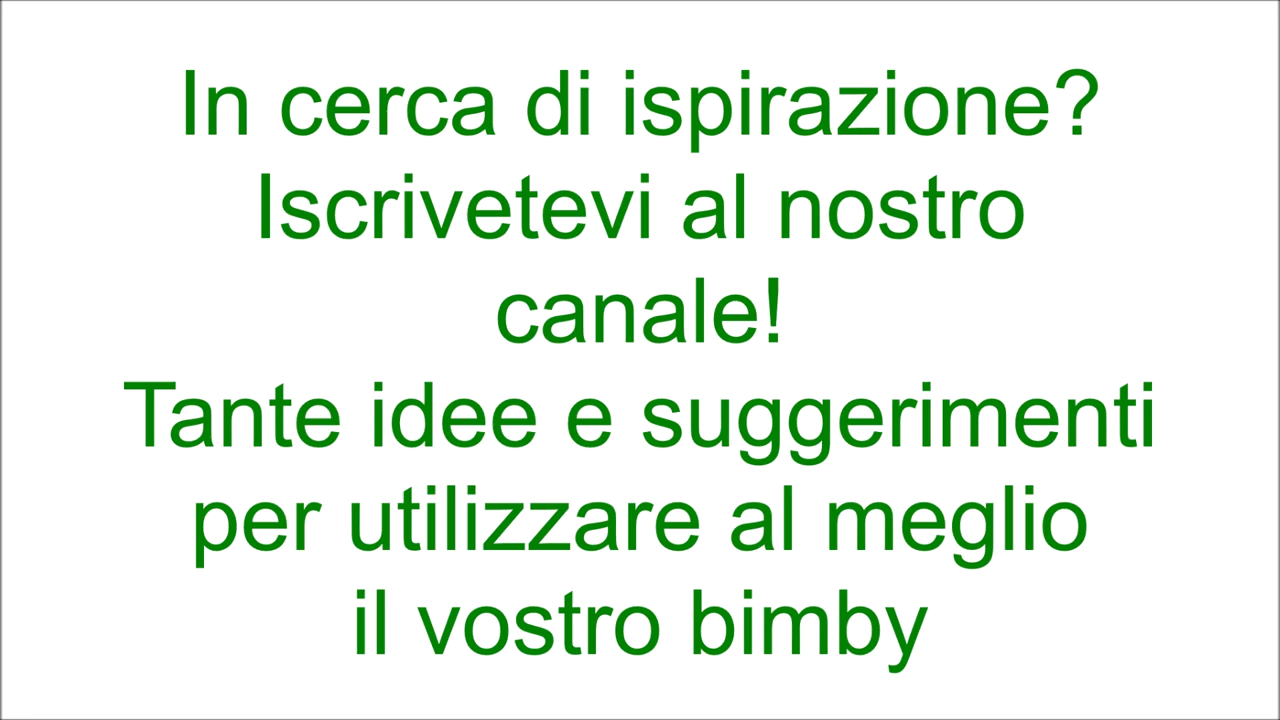 In cerca di ispirazione?
Iscrivetevi al nostro
canale!
Tante idee e suggerimenti
per utilizzare al meglio
il vostro bimby